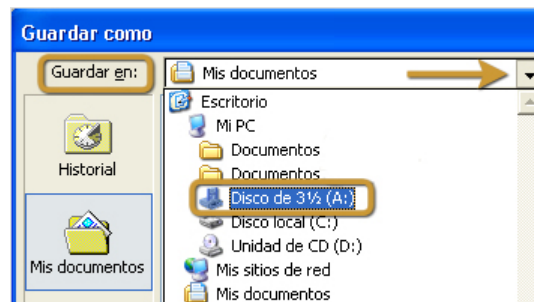 Guardar como
Guardar en:
Mis documentos
Escritorio
Mi PC
Documentos
Documentos
Disco de 3½ (A:)
Disco local (C:)
Unidad de CD (D:)
Mis sitios de red
Mis documentos
Historial
Mis documentos